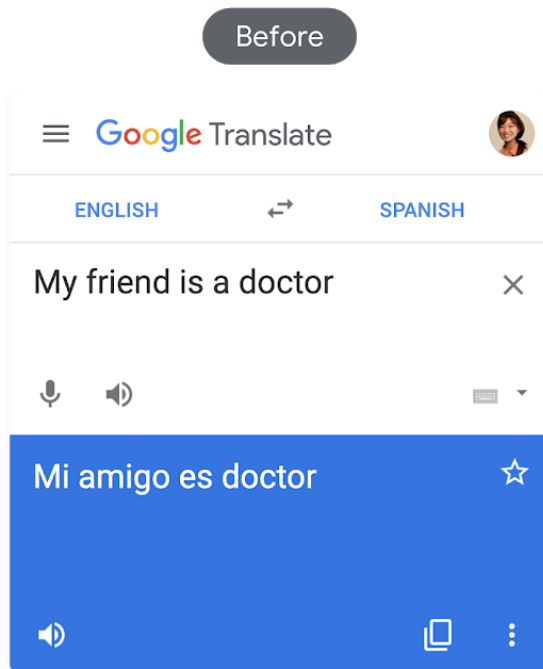 Before
Google Translate
ENGLISH SPANISH
My friend is a doctor
Mi amigo es doctor